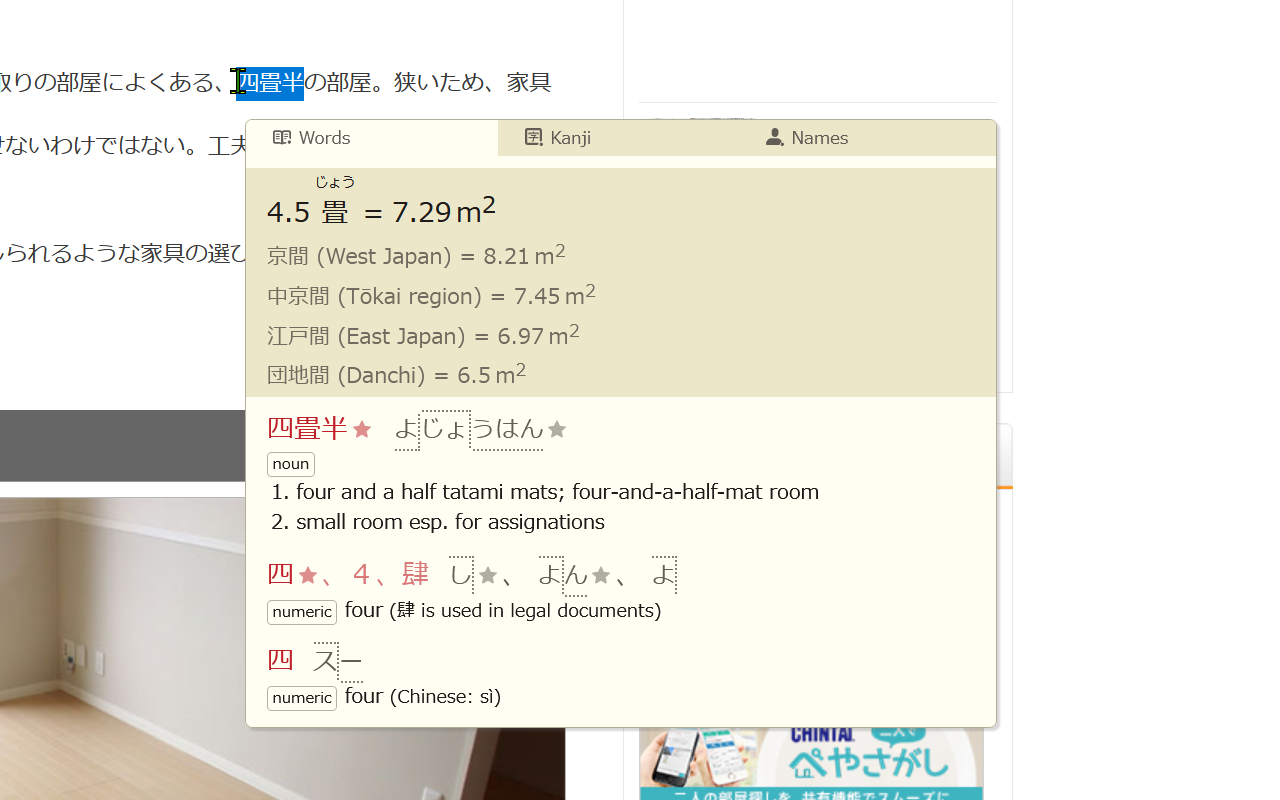 取りの部屋によくある、四畳半の部屋。狭いため、家具
せないわけではない。工夫
られるような家具の選び
Words Kanji Names
じょう
4.5 畳 = 7.29 m²
京間 (West Japan) = 8.21 m²
中京間 (Tōkai region) = 7.45 m²
江戸間 (East Japan) = 6.97 m²
団地間 (Danchi) = 6.5 m²
四畳半★ よじょうはん★
noun
1. four and a half tatami mats; four-and-a-half-mat room
2. small room esp. for assignations
四★、４、肆 し★、よん★、よ
numeric four (肆 is used in legal documents)
四 スー
numeric four (Chinese: sì)
CHINTAI 二人で
ぺやさがし
二人の部屋探しを、共有機能でスムーズに